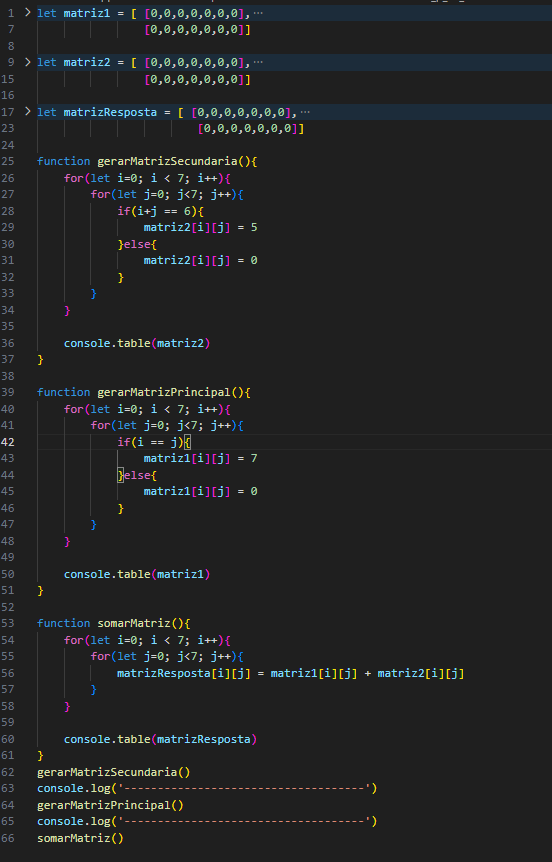 1 let matriz1 = [ [0,0,0,0,0,0,0],…
7 [0,0,0,0,0,0,0]]
8
9 let matriz2 = [ [0,0,0,0,0,0,0],…
15 [0,0,0,0,0,0,0]]
16
17 let matrizResposta = [ [0,0,0,0,0,0,0],…
23 [0,0,0,0,0,0,0]]
24
25 function gerarMatrizSecundaria(){
26 for(let i=0; i < 7; i++){
27 for(let j=0; j<7; j++){
28 if(i+j == 6){
29 matriz2[i][j] = 5
30 }else{
31 matriz2[i][j] = 0
32 }
33 }
34 }
35
36 console.table(matriz2)
37 }
38
39 function gerarMatrizPrincipal(){
40 for(let i=0; i < 7; i++){
41 for(let j=0; j<7; j++){
42 if(i == j){
43 matriz1[i][j] = 7
44 }else{
45 matriz1[i][j] = 0
46 }
47 }
48 }
49
50 console.table(matriz1)
51 }
52
53 function somarMatriz(){
54 for(let i=0; i < 7; i++){
55 for(let j=0; j<7; j++){
56 matrizResposta[i][j] = matriz1[i][j] + matriz2[i][j]
57 }
58 }
59
60 console.table(matrizResposta)
61 }
62 gerarMatrizSecundaria()
63 console.log('------------------------------------')
64 gerarMatrizPrincipal()
65 console.log('------------------------------------')
66 somarMatriz()